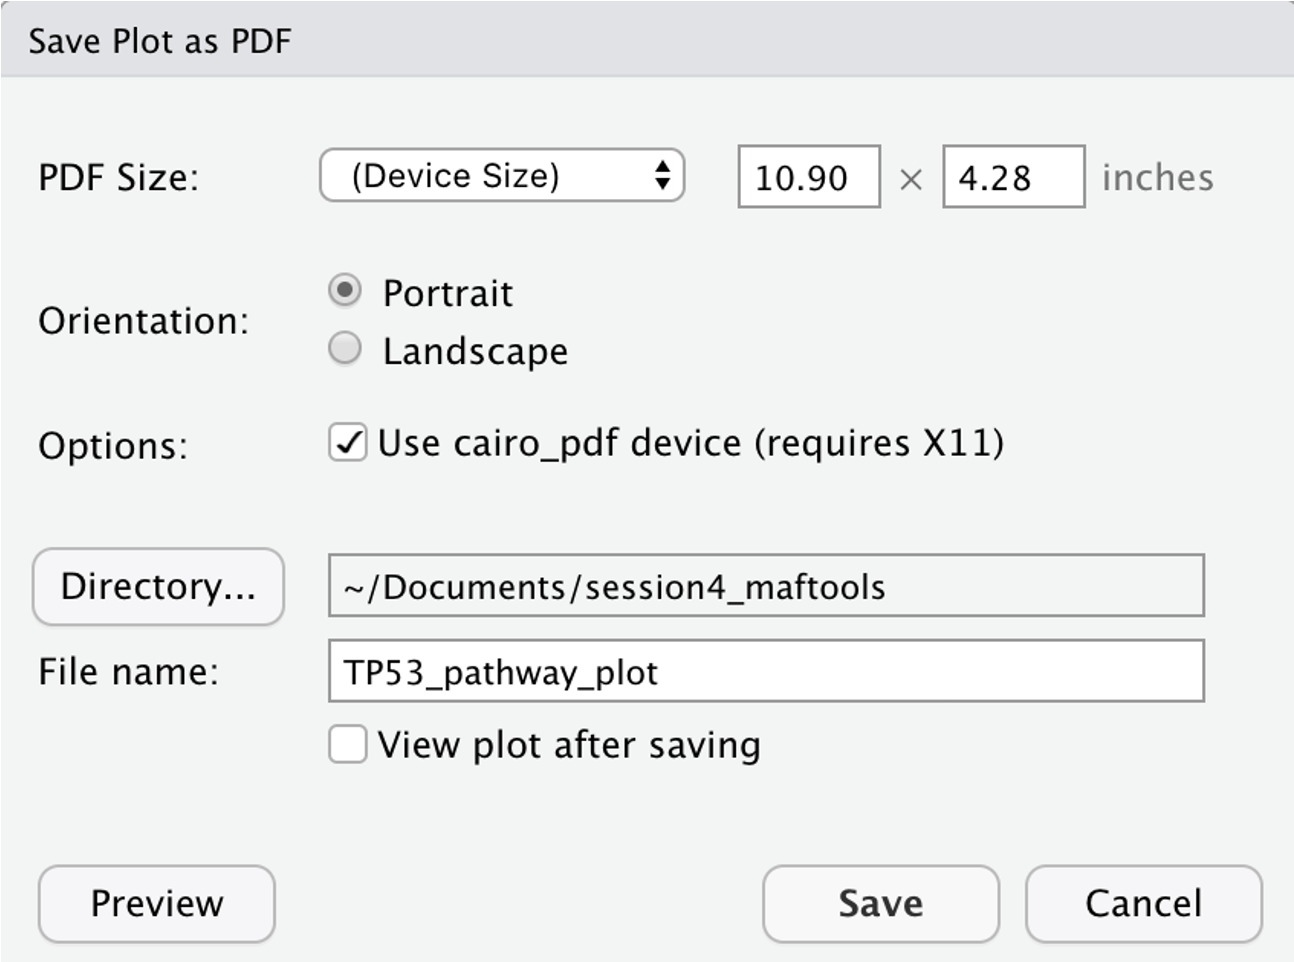 Save Plot as PDF
PDF Size: (Device Size) 10.90 × 4.28 inches
Orientation:
Portrait
Landscape
Options: Use cairo_pdf device (requires X11)
Directory... ~/Documents/session4_maftools
File name: TP53_pathway_plot
View plot after saving
Preview Save Cancel